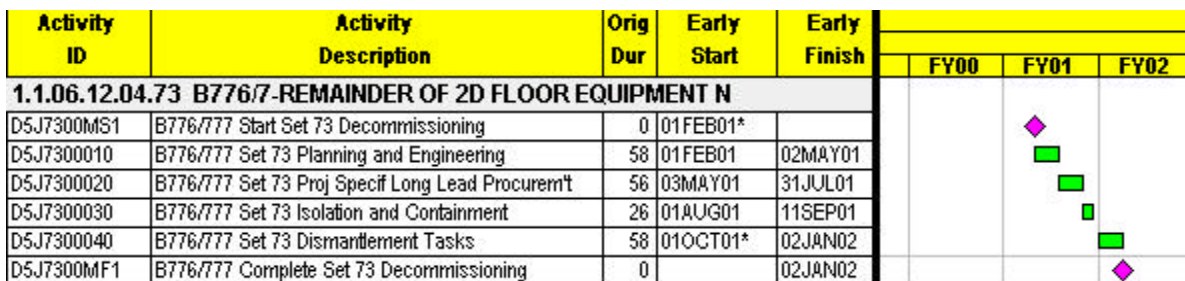 Activity Activity Orig Early Early
ID Description Dur Start Finish FY00 FY01 FY02
1.1.06.12.04.73 B776/7-REMAINDER OF 2D FLOOR EQUIPMENT N
D5J7300MS1 B776/777 Start Set 73 Decommissioning 0 01FEB01*
D5J7300010 B776/777 Set 73 Planning and Engineering 58 01FEB01 02MAY01
D5J7300020 B776/777 Set 73 Proj Specif Long Lead Procurem't 56 03MAY01 31JUL01
D5J7300030 B776/777 Set 73 Isolation and Containment 26 01AUG01 11SEP01
D5J7300040 B776/777 Set 73 Dismantlement Tasks 58 01OCT01* 02JAN02
D5J7300MF1 B776/777 Complete Set 73 Decommissioning 0 02JAN02